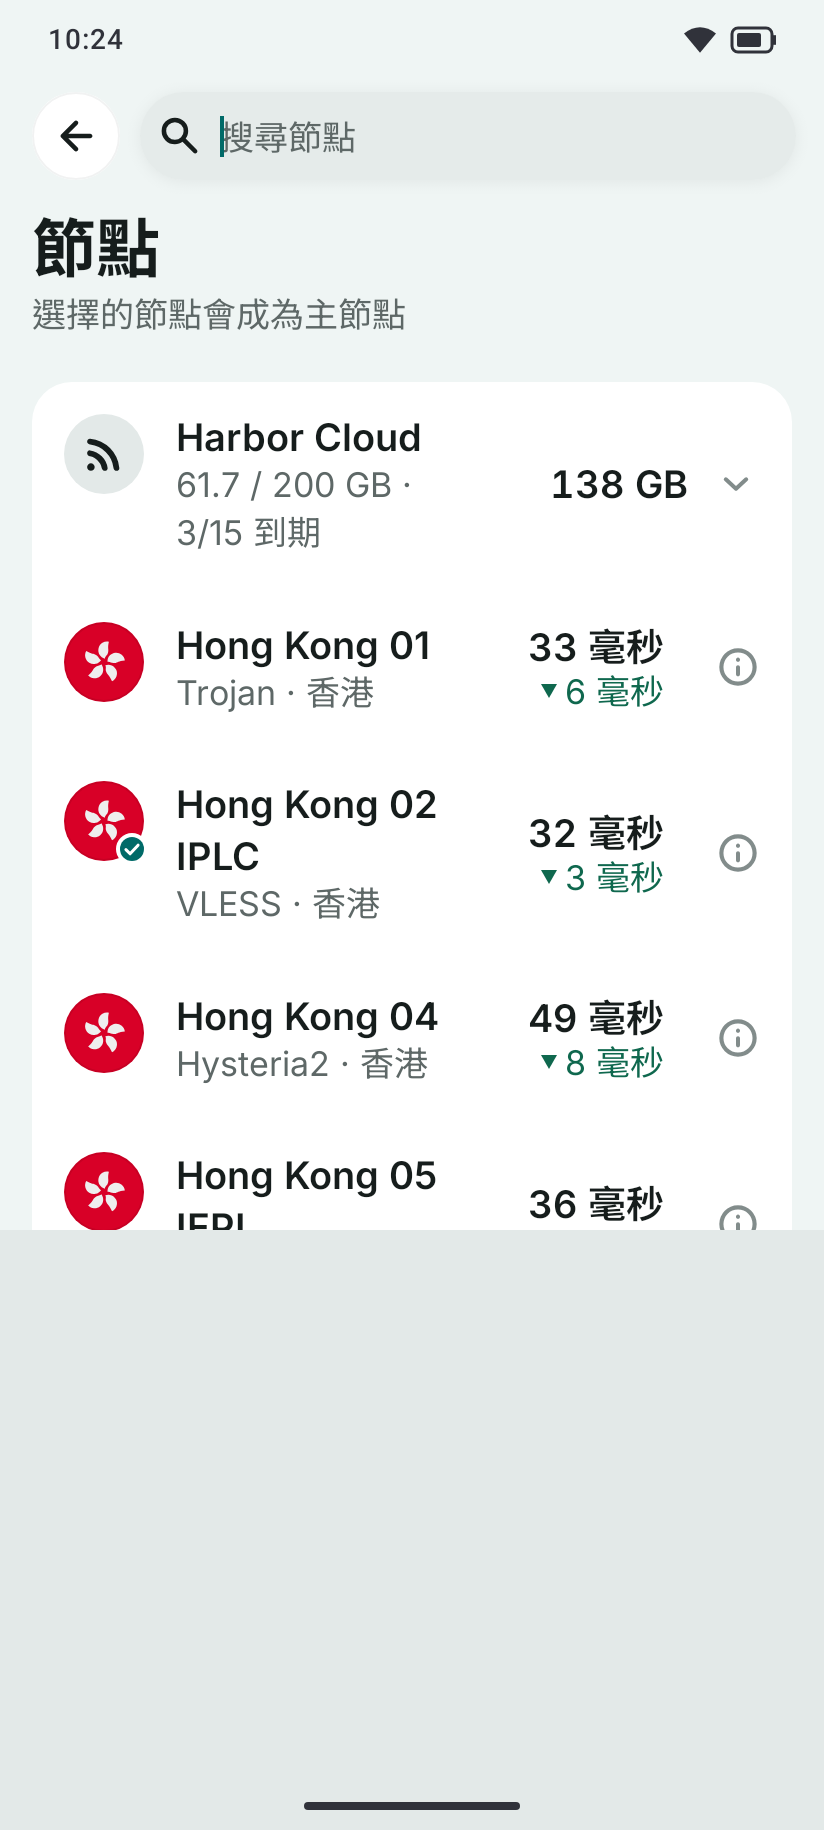 10:24
搜尋節點
節點
選擇的節點會成為主節點
Harbor Cloud
61.7 / 200 GB ·
3/15 到期
138 GB
Hong Kong 01
Trojan · 香港
33 毫秒
▼6 毫秒
Hong Kong 02
IPLC
VLESS · 香港
32 毫秒
▼3 毫秒
Hong Kong 04
Hysteria2 · 香港
49 毫秒
▼8 毫秒
Hong Kong 05
36 毫秒